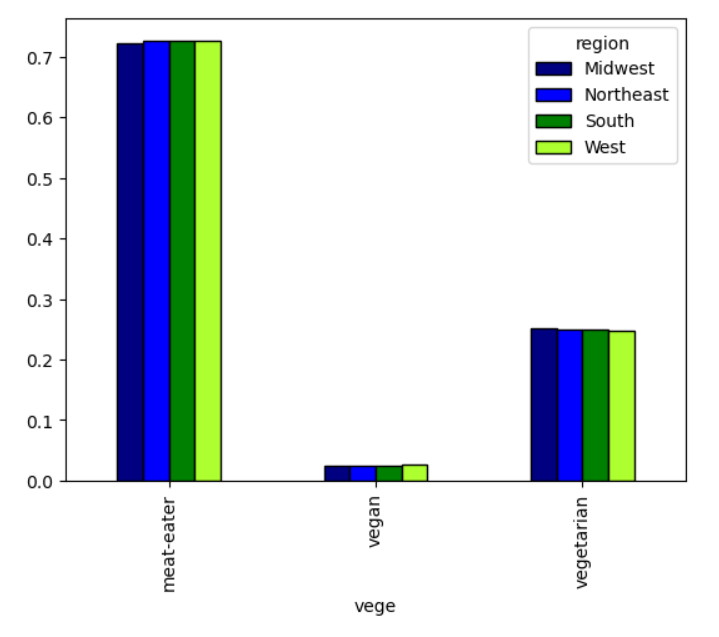 region
Midwest
Northeast
South
West
0.7
0.6
0.5
0.4
0.3
0.2
0.1
0.0
meat-eater
vegan
vegetarian
vege